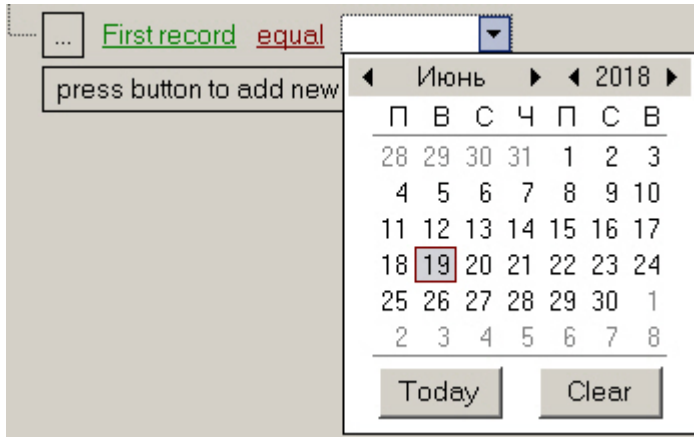 ... First record equal
press button to add new
Июнь 2018
П В С Ч П С В
28 29 30 31 1 2 3
4 5 6 7 8 9 10
11 12 13 14 15 16 17
18 19 20 21 22 23 24
25 26 27 28 29 30 1
2 3 4 5 6 7 8
Today Clear